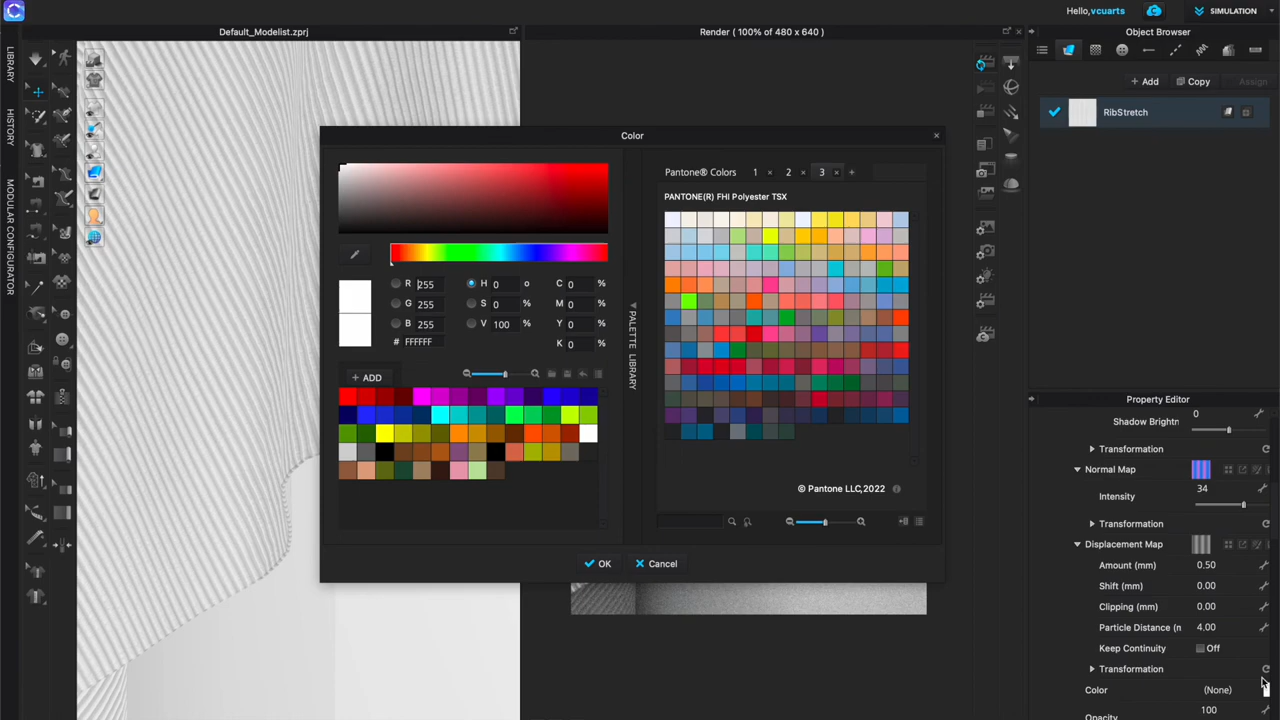 Hello,vcuarts
SIMULATION
Default_Modelist.zprj
Render ( 100% of 480 x 640 )
Object Browser
LIBRARY
HISTORY
MODULAR CONFIGURATOR
+ Add
Copy
Assign
RibStretch
Color
Pantone® Colors 1 × 2 × 3 × +
PANTONE(R) FHI Polyester TSX
R 255 H 0 o C 0 %
G 255 S 0 % M 0 %
B 255 V 100 % Y 0 %
# FFFFFF K 0 %
PALETTE LIBRARY
+ ADD
© Pantone LLC,2022
OK
Cancel
Property Editor
0
Shadow Brightn
Transformation
Normal Map
34
Intensity
Transformation
Displacement Map
Amount (mm) 0.50
Shift (mm) 0.00
Clipping (mm) 0.00
Particle Distance (n 4.00
Keep Continuity Off
Transformation
Color (None)
100
Opacity